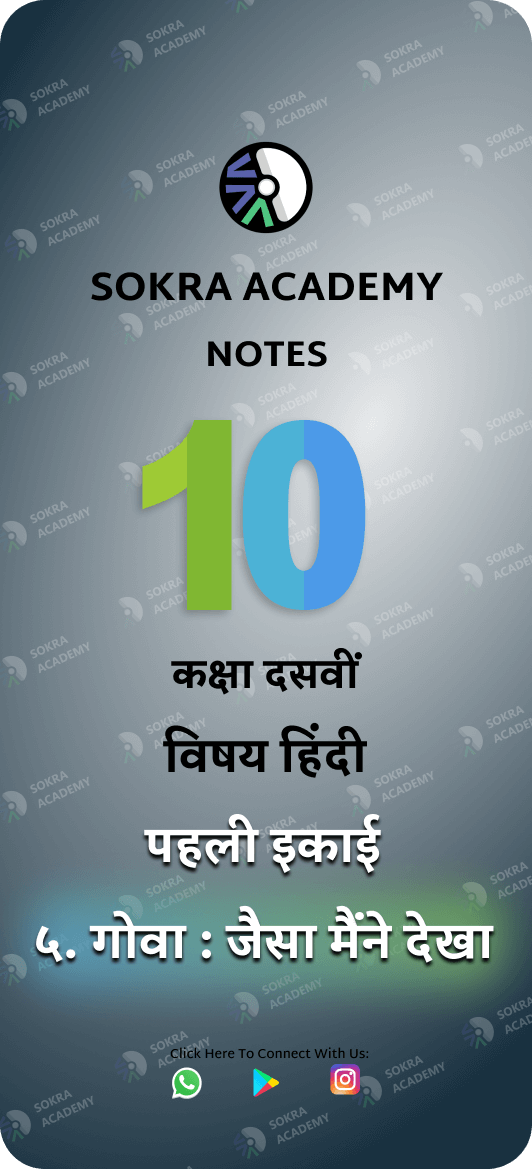 SOKRA ACADEMY
NOTES
10
कक्षा दसवीं
विषय हिंदी
पहली इकाई
५. गोवा : जैसा मैंने देखा
Click Here To Connect With Us: